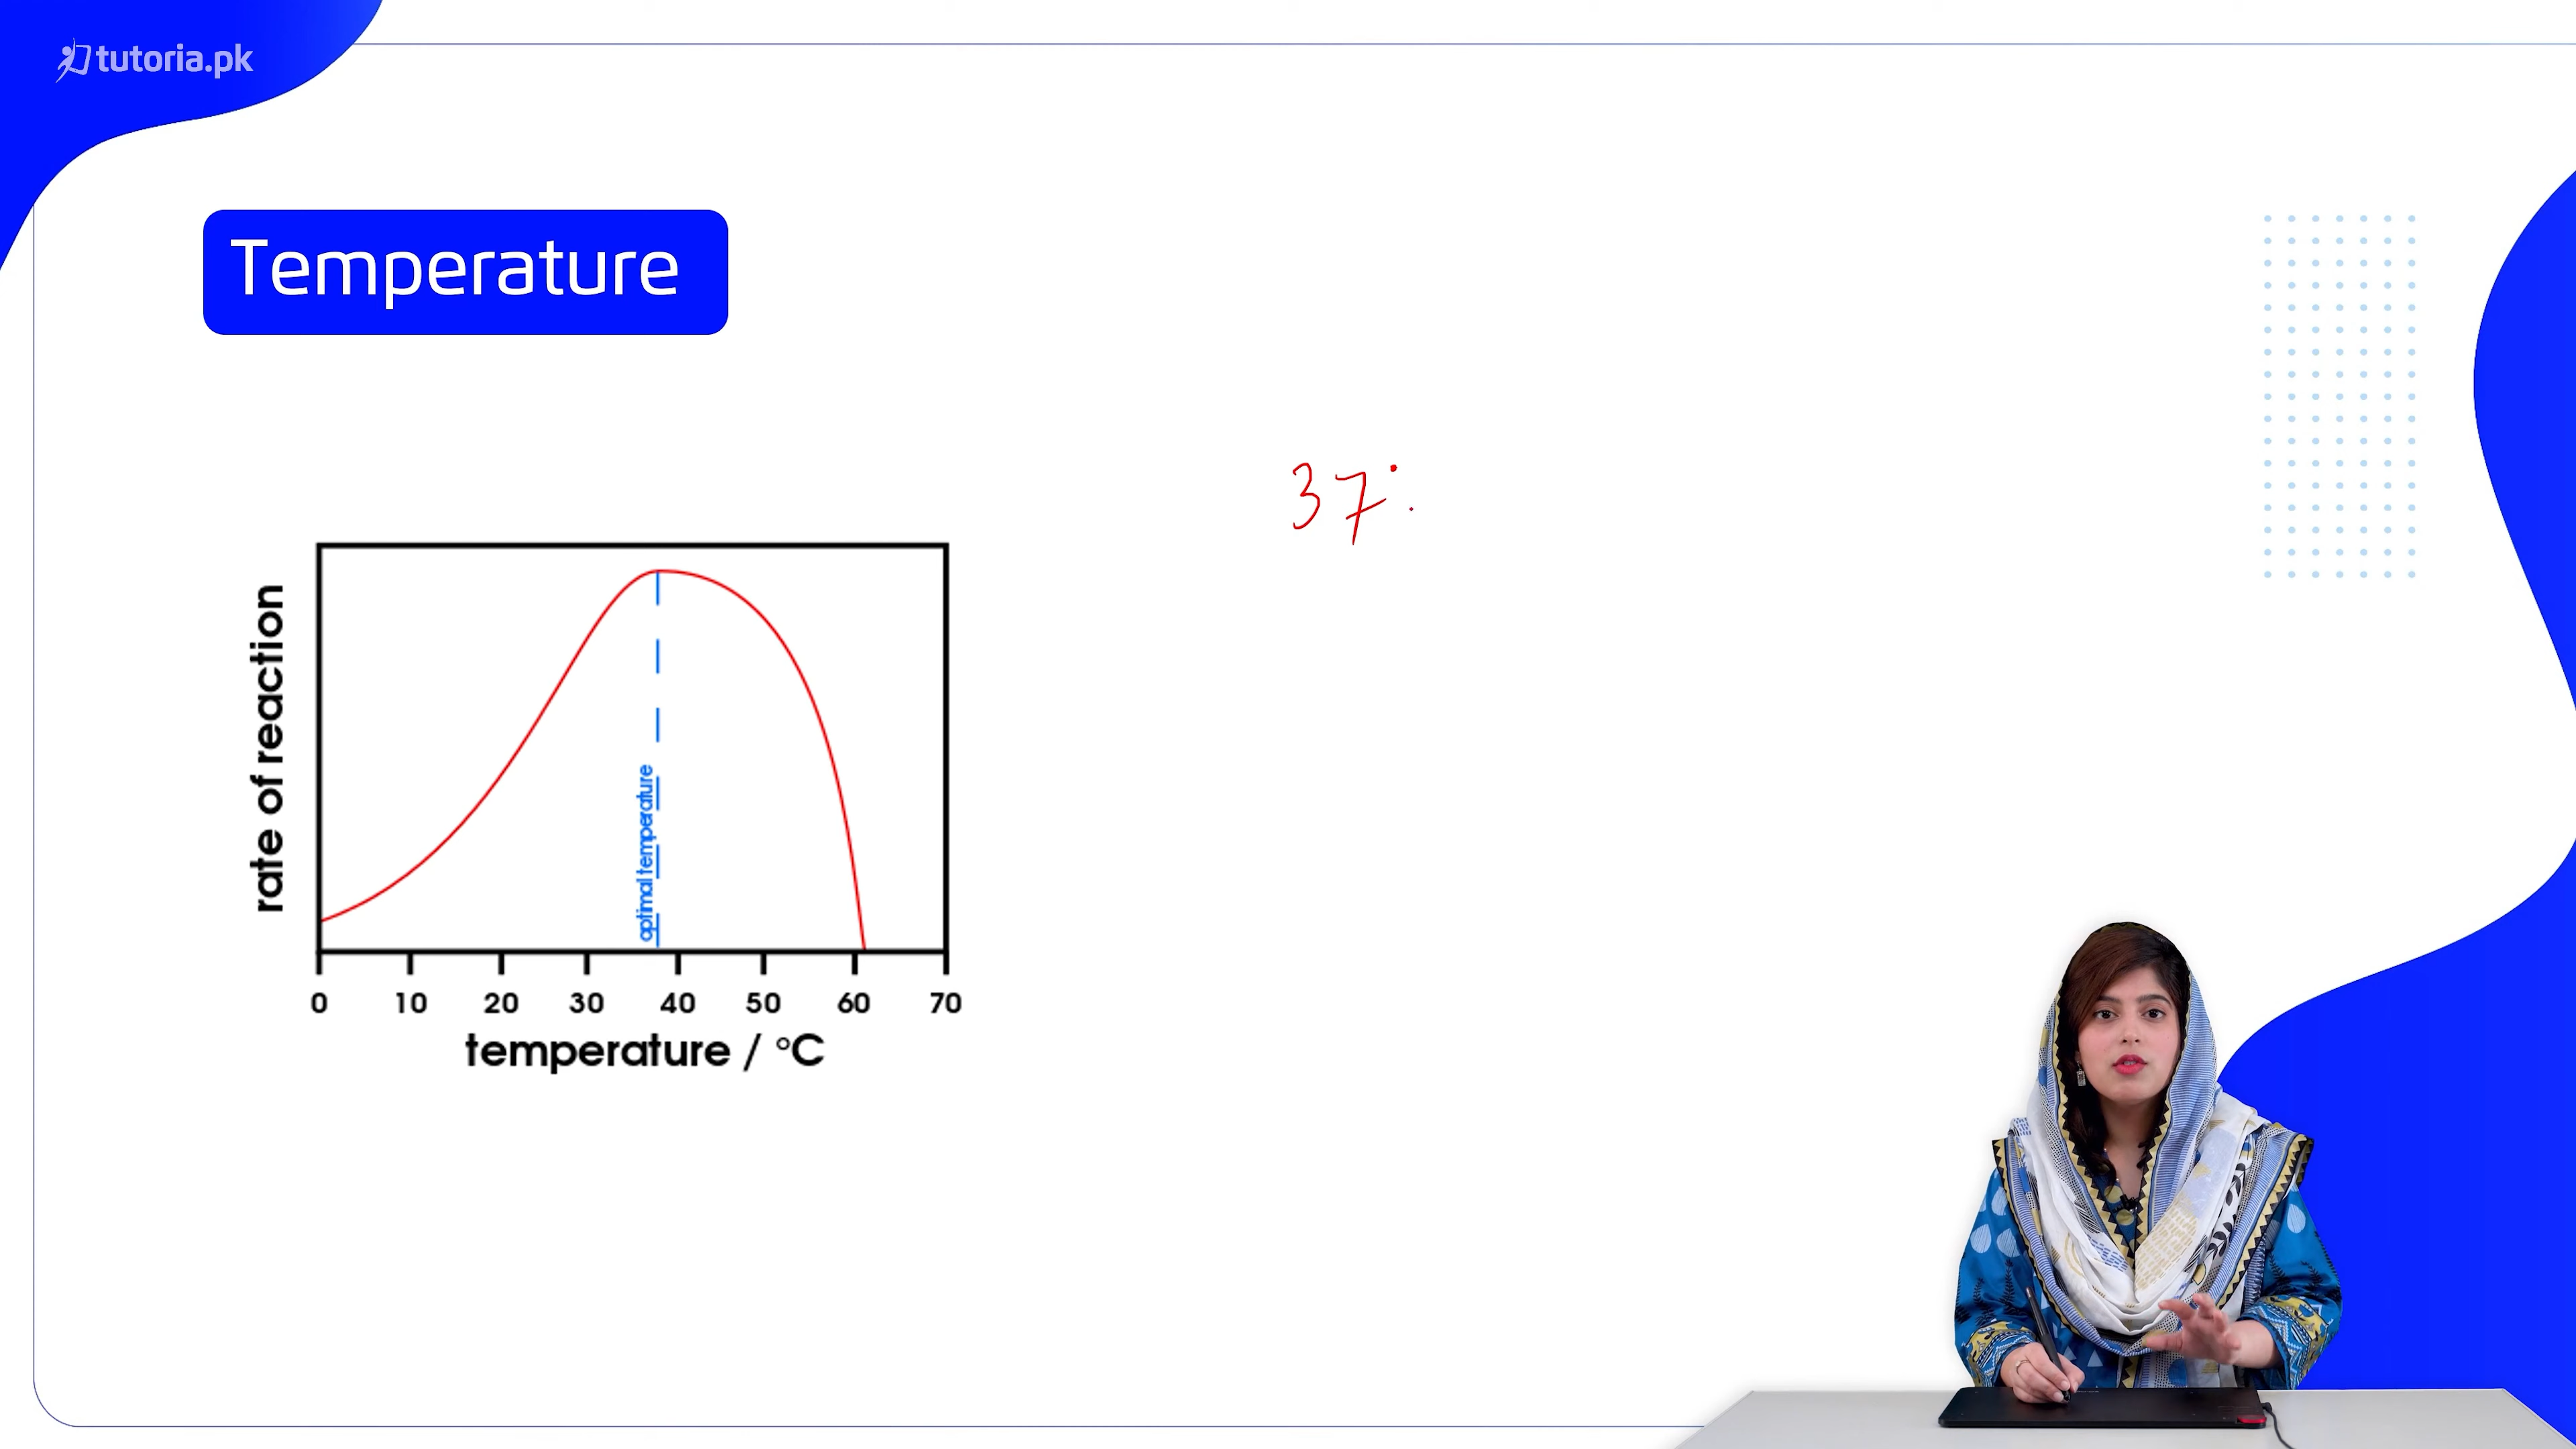 tutoria.pk
Temperature
37°
rate of reaction
optimal temperature
0 10 20 30 40 50 60 70
temperature / °C